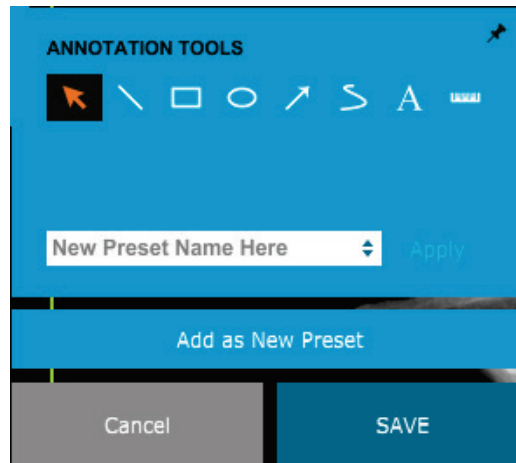 ANNOTATION TOOLS
A
New Preset Name Here
Apply
Add as New Preset
Cancel
SAVE